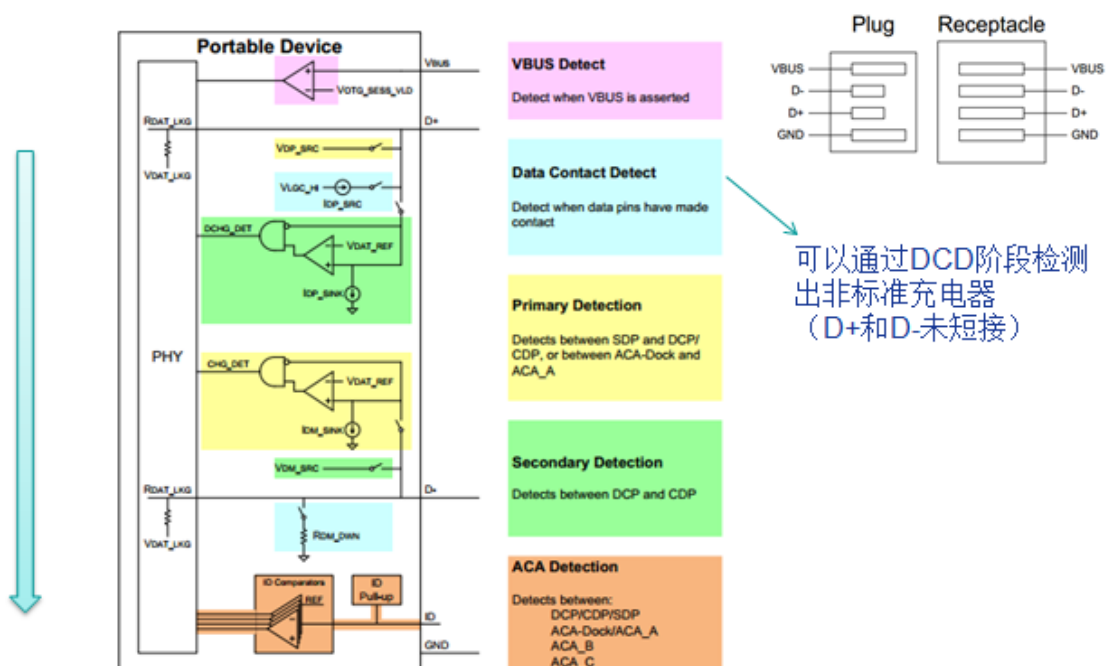 Portable Device
VBUS
VOTG_SESS_VLD
RDAT_LKG
D+
VDP_SRC
VDAT_LKG
VLGC_HI
IDP_SRC
DCHG_DET
VDAT_REF
IDP_SINK
PHY
CHG_DET
VDAT_REF
IDM_SINK
VDM_SRC
RDAT_LKG
D+
RDM_DWN
VDAT_LKG
ID Comparators
REF
ID
Pull-up
ID
GND
VBUS Detect
Detect when VBUS is asserted
Data Contact Detect
Detect when data pins have made
contact
Primary Detection
Detects between SDP and DCP/
CDP, or between ACA-Dock and
ACA_A
Secondary Detection
Detects between DCP and CDP
ACA Detection
Detects between:
DCP/CDP/SDP
ACA-Dock/ACA_A
ACA_B
ACA_C
Plug
VBUS
D-
D+
GND
Receptacle
VBUS
D-
D+
GND
可以通过DCD阶段检测
出非标准充电器
（D+和D-未短接）